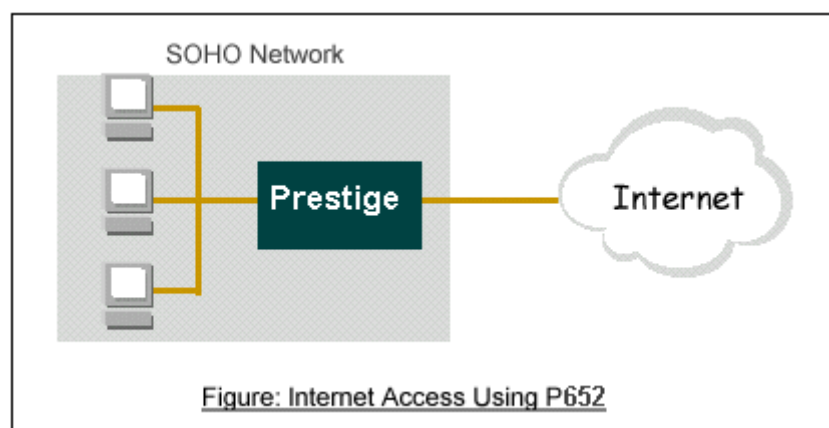 SOHO Network
Prestige
Internet
Figure: Internet Access Using P652